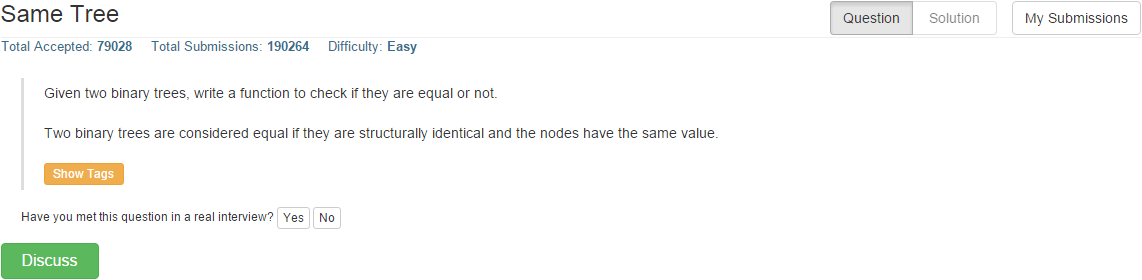 Same Tree
Question Solution My Submissions
Total Accepted: 79028 Total Submissions: 190264 Difficulty: Easy
Given two binary trees, write a function to check if they are equal or not.
Two binary trees are considered equal if they are structurally identical and the nodes have the same value.
Show Tags
Have you met this question in a real interview? Yes No
Discuss